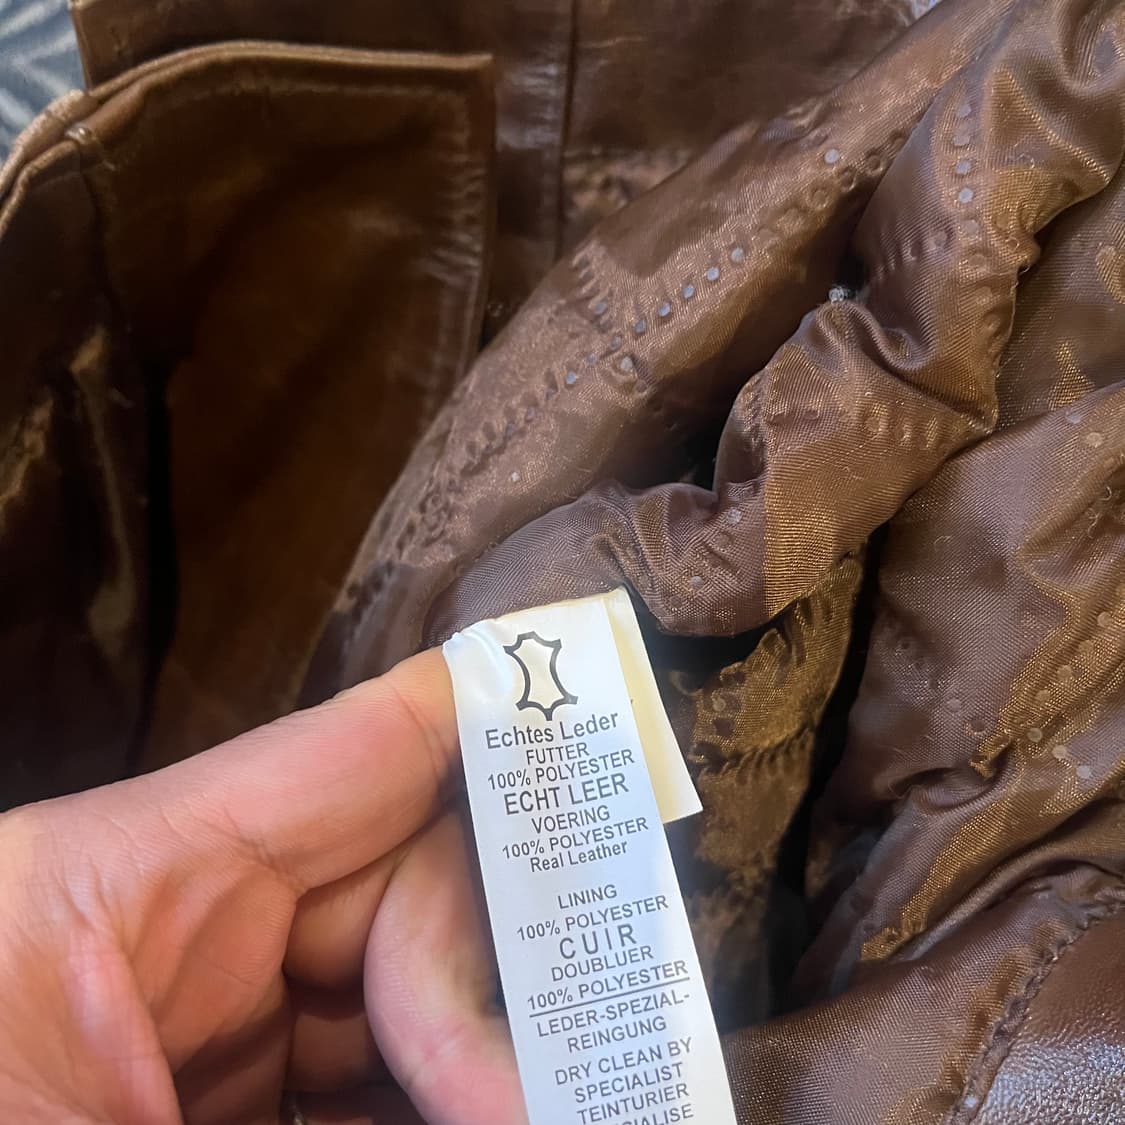 Echtes Leder
FUTTER
100% POLYESTER
ECHT LEER
VOERING
100% POLYESTER
Real Leather
LINING
100% POLYESTER
CUIR
DOUBLUER
100% POLYESTER
LEDER-SPEZIAL-
REINGUNG
DRY CLEAN BY
SPECIALIST
TEINTURIER